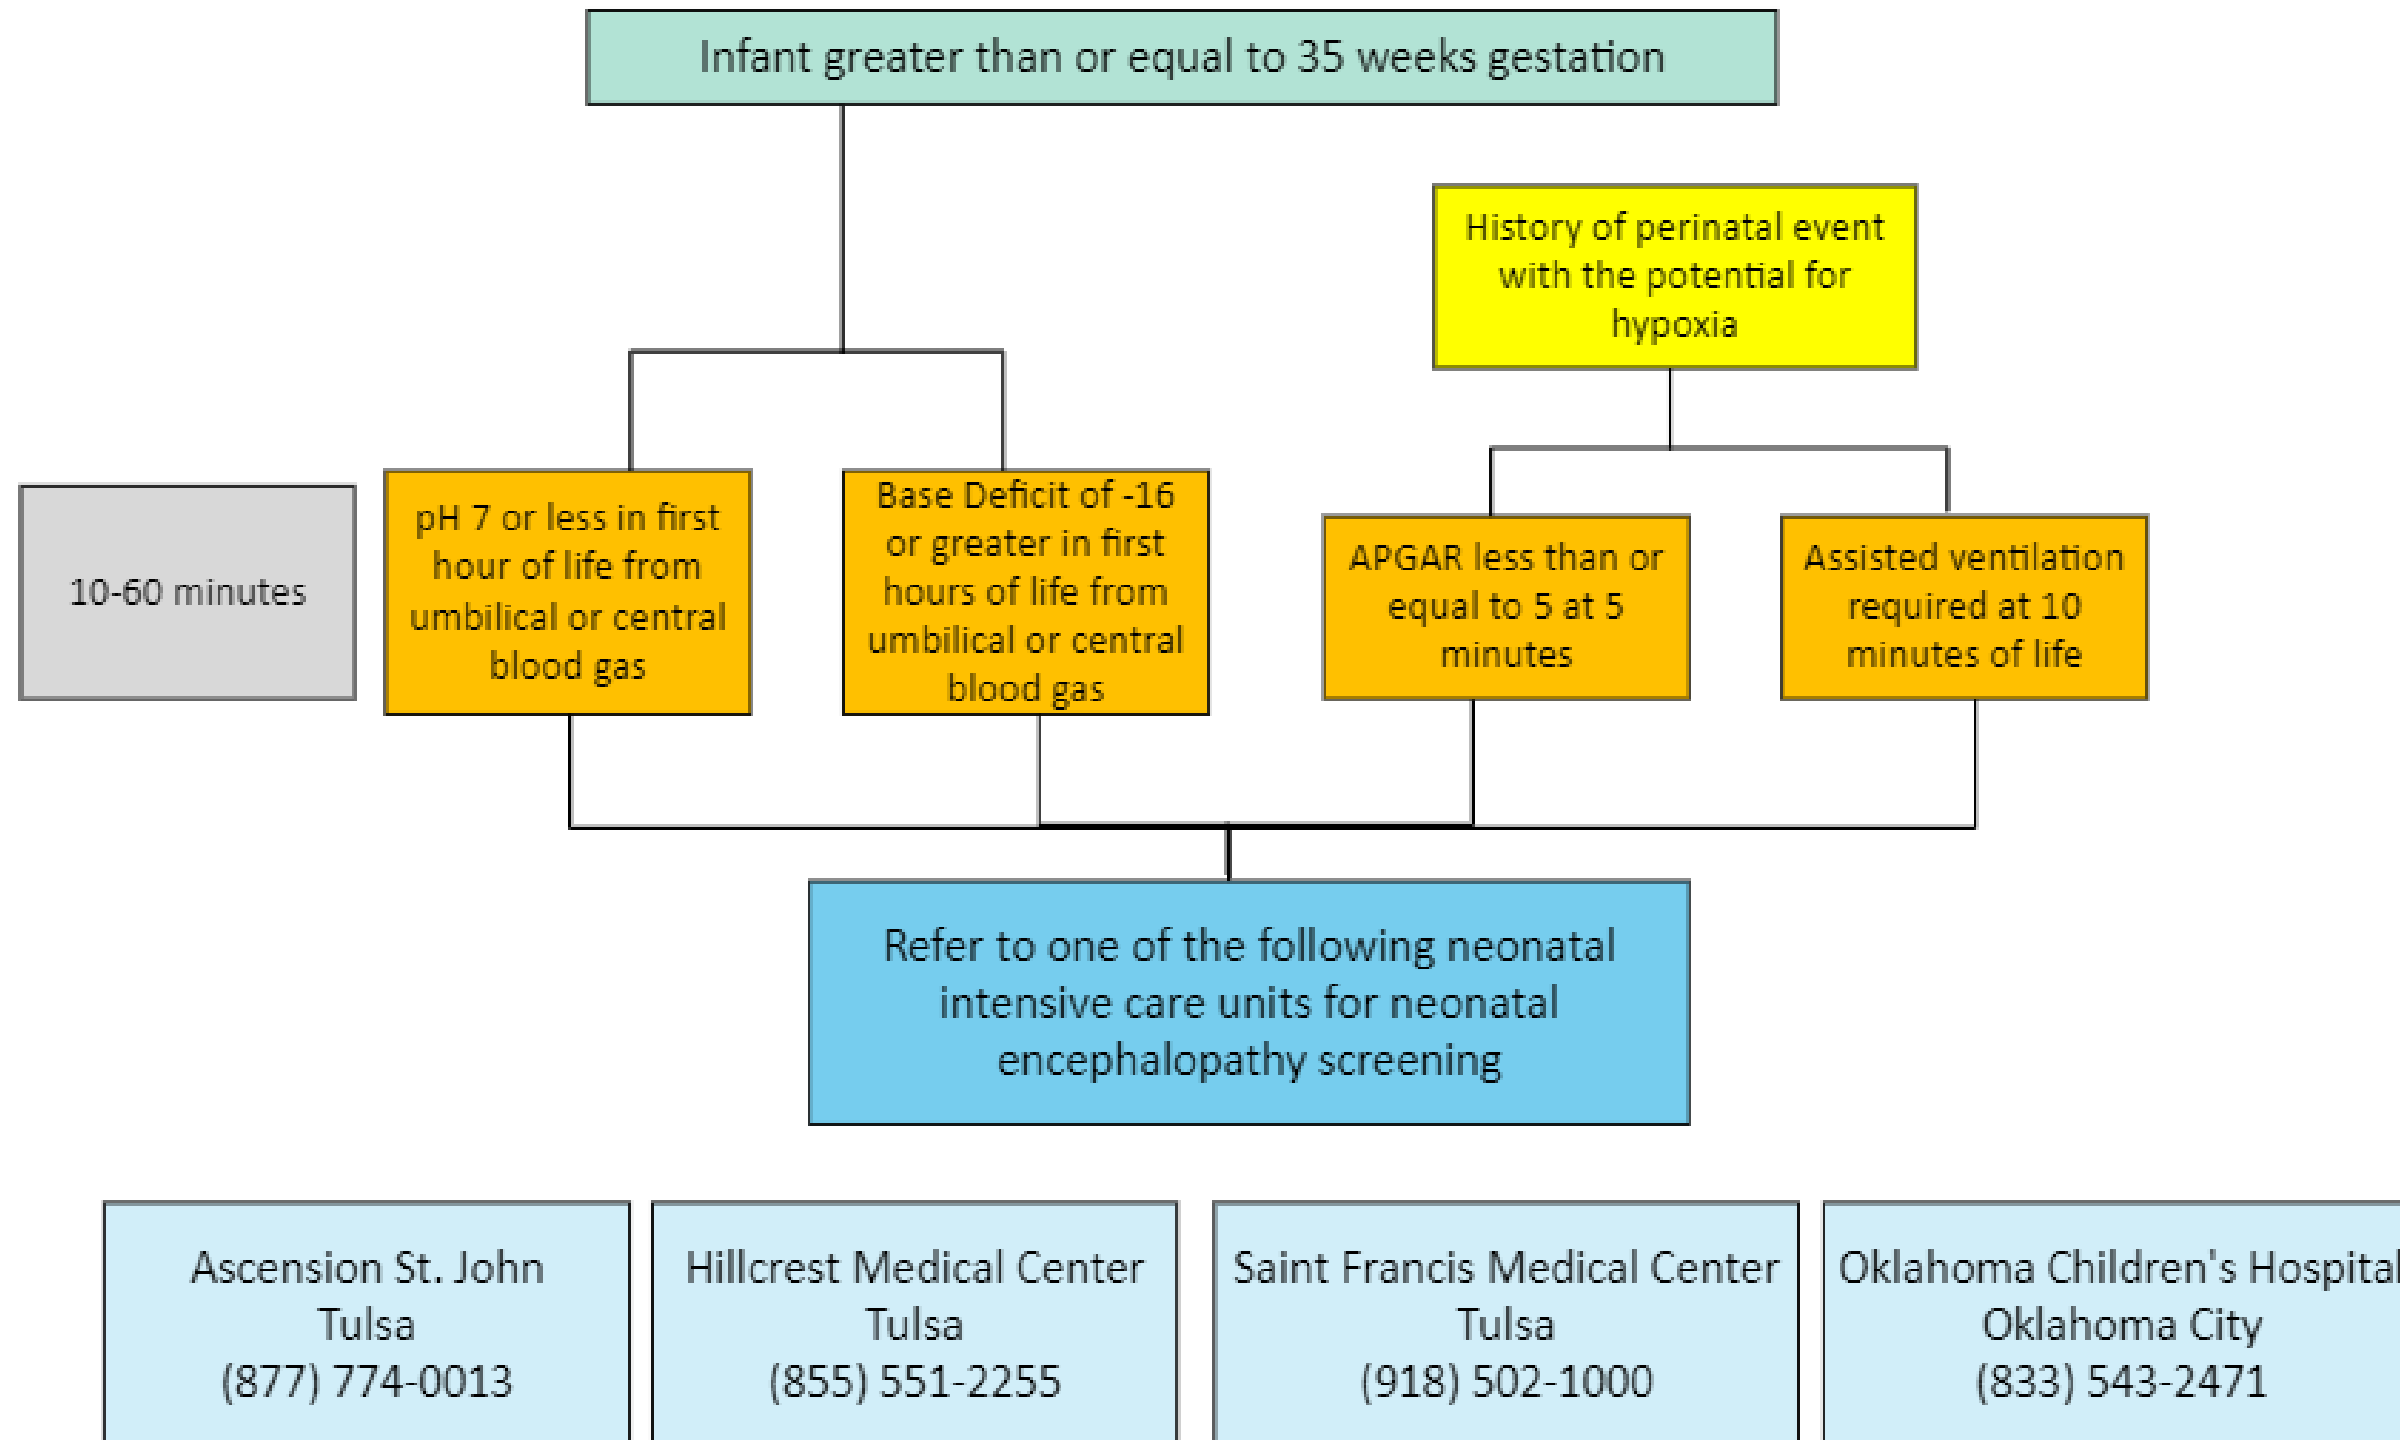 Infant greater than or equal to 35 weeks gestation
History of perinatal event
with the potential for
hypoxia
10-60 minutes
pH 7 or less in first
hour of life from
umbilical or central
blood gas
Base Deficit of -16
or greater in first
hours of life from
umbilical or central
blood gas
APGAR less than or
equal to 5 at 5
minutes
Assisted ventilation
required at 10
minutes of life
Refer to one of the following neonatal
intensive care units for neonatal
encephalopathy screening
Ascension St. John
Tulsa
(877) 774-0013
Hillcrest Medical Center
Tulsa
(855) 551-2255
Saint Francis Medical Center
Tulsa
(918) 502-1000
Oklahoma Children's Hospital
Oklahoma City
(833) 543-2471